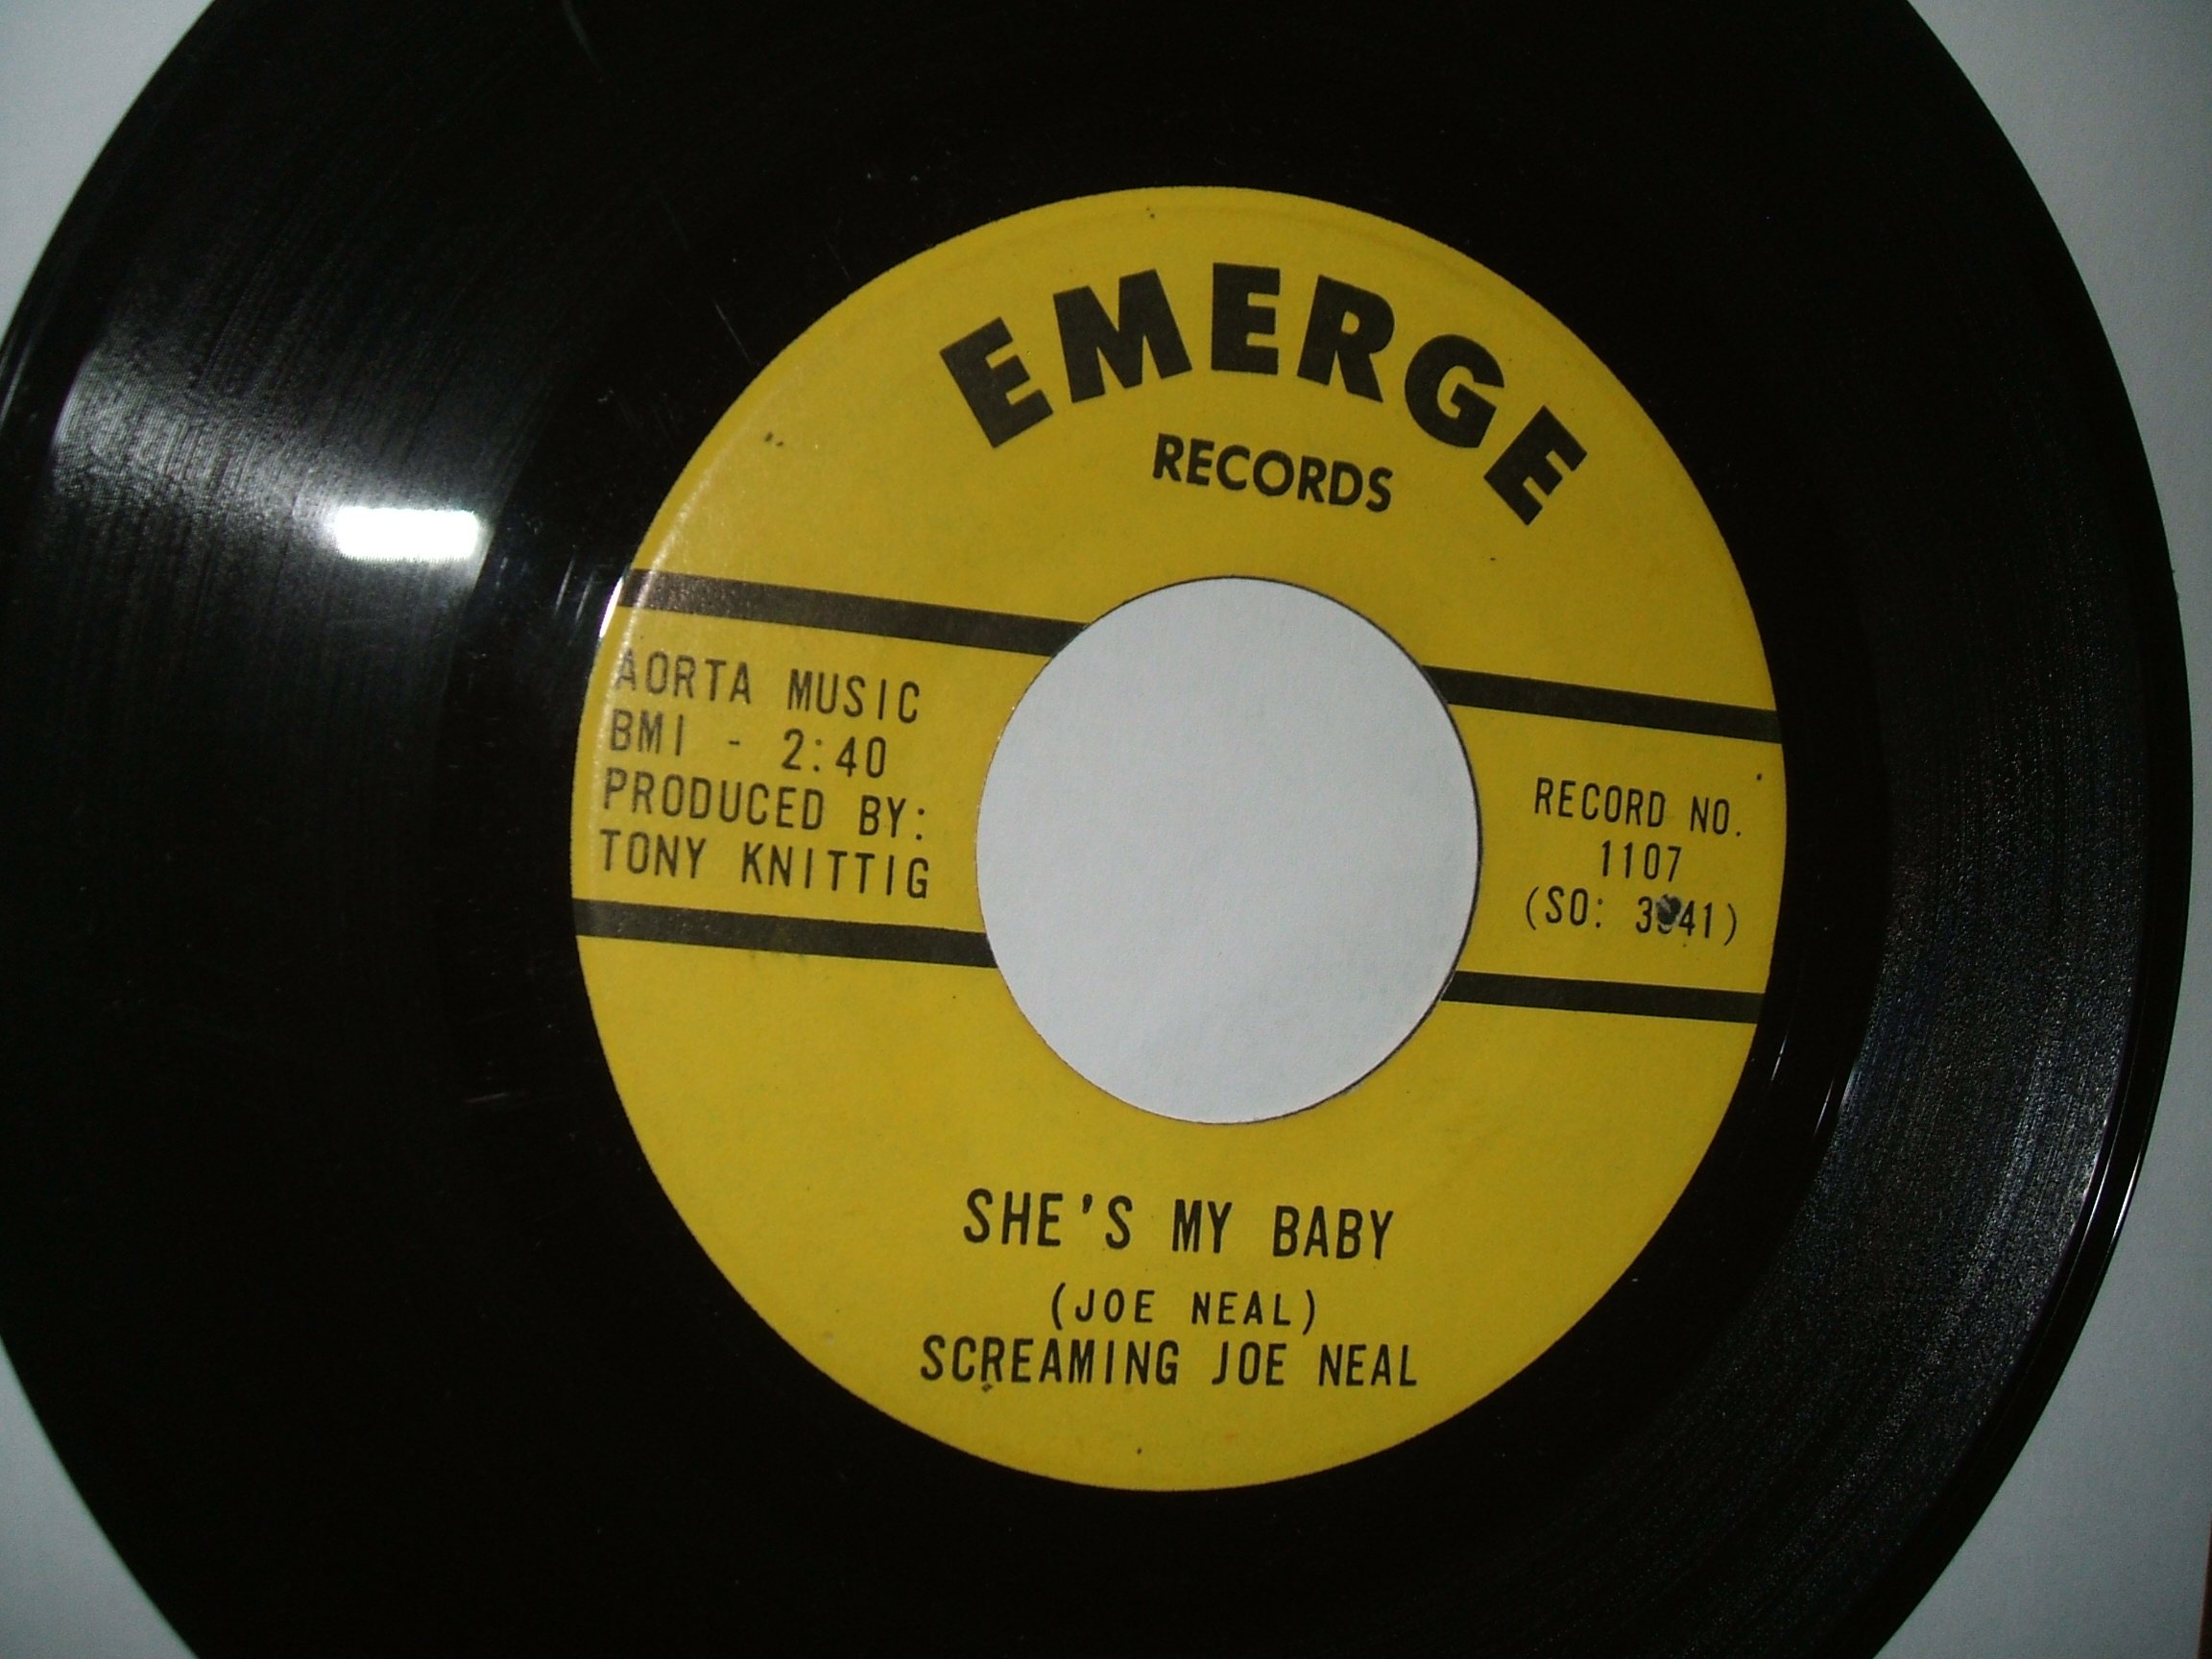 EMERGE
RECORDS
AORTA MUSIC
BMI - 2:40
PRODUCED BY:
TONY KNITTIG
RECORD NO.
1107
(SO:
SHE'S MY BABY
(JOE NEAL)
SCREAMING JOE NEAL